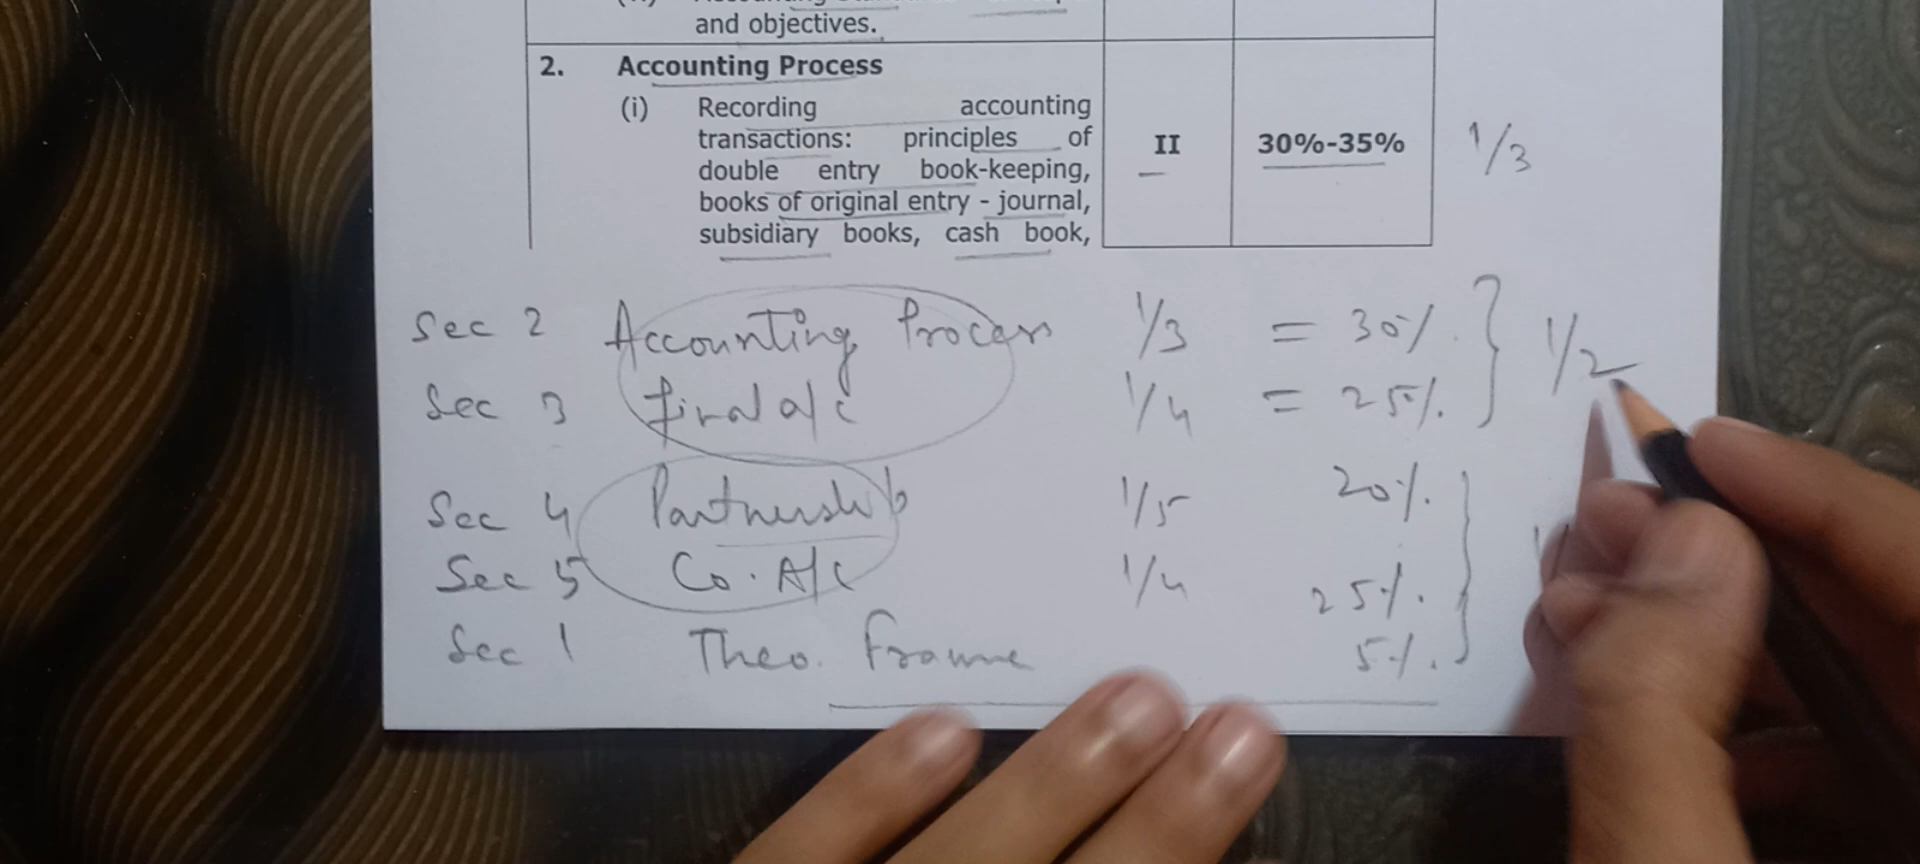 and objectives.
2. Accounting Process
(i) Recording accounting
transactions: principles of
double entry book-keeping,
books of original entry - journal,
subsidiary books, cash book,
II 30%-35% 1/3
Sec 2 Accounting Process 1/3 = 30%. 1/2
Sec 3 final a/c 1/4 = 25%.
Sec 4 Partnership 1/5 20%.
Sec 5 Co. A/c 1/4 25%.
Sec 1 Theo. Frame 5%.